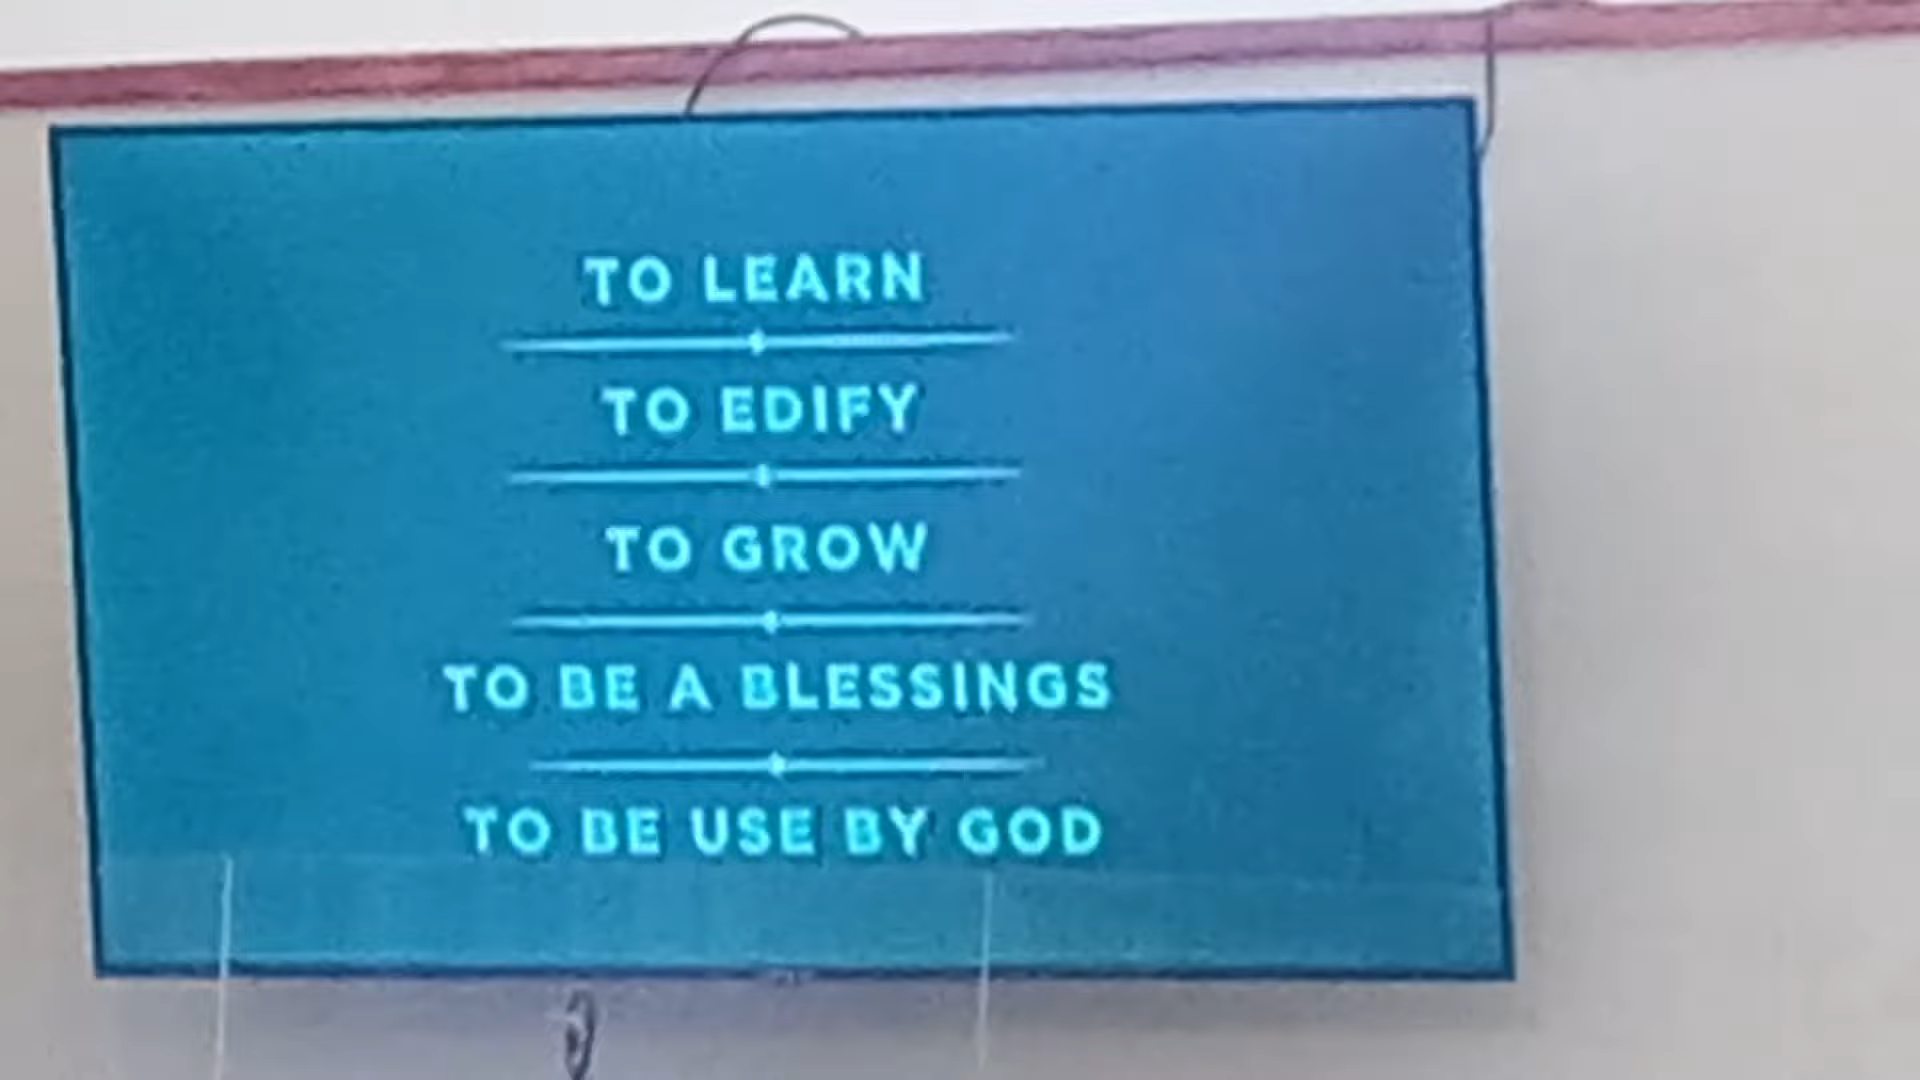 TO LEARN
TO EDIFY
TO GROW
TO BE A BLESSINGS
TO BE USE BY GOD